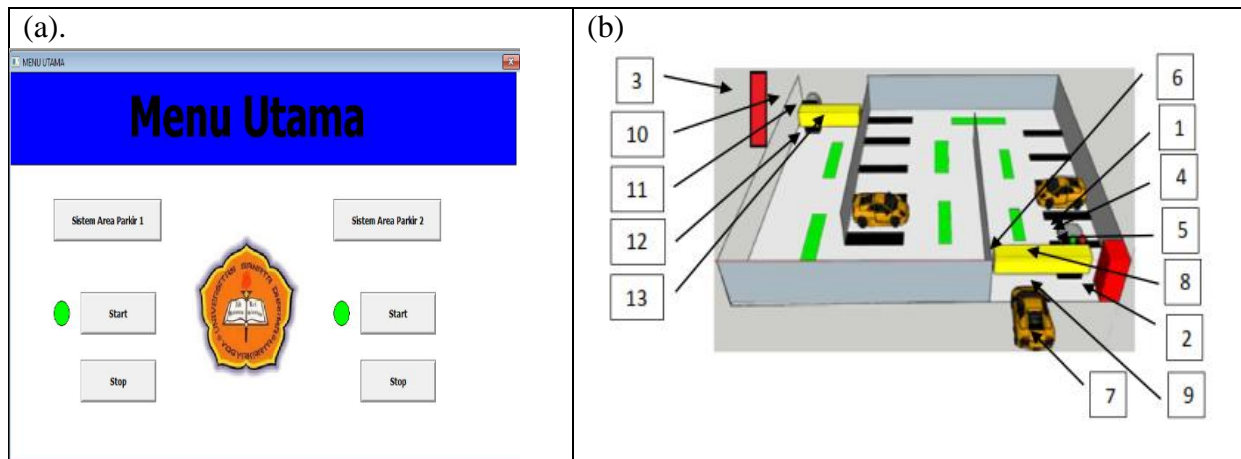 (a).
MENU UTAMA
Menu Utama
Sistem Area Parkir 1
Sistem Area Parkir 2
Start
Start
Stop
Stop
(b)
3
10
11
12
13
6
1
4
5
8
2
7
9